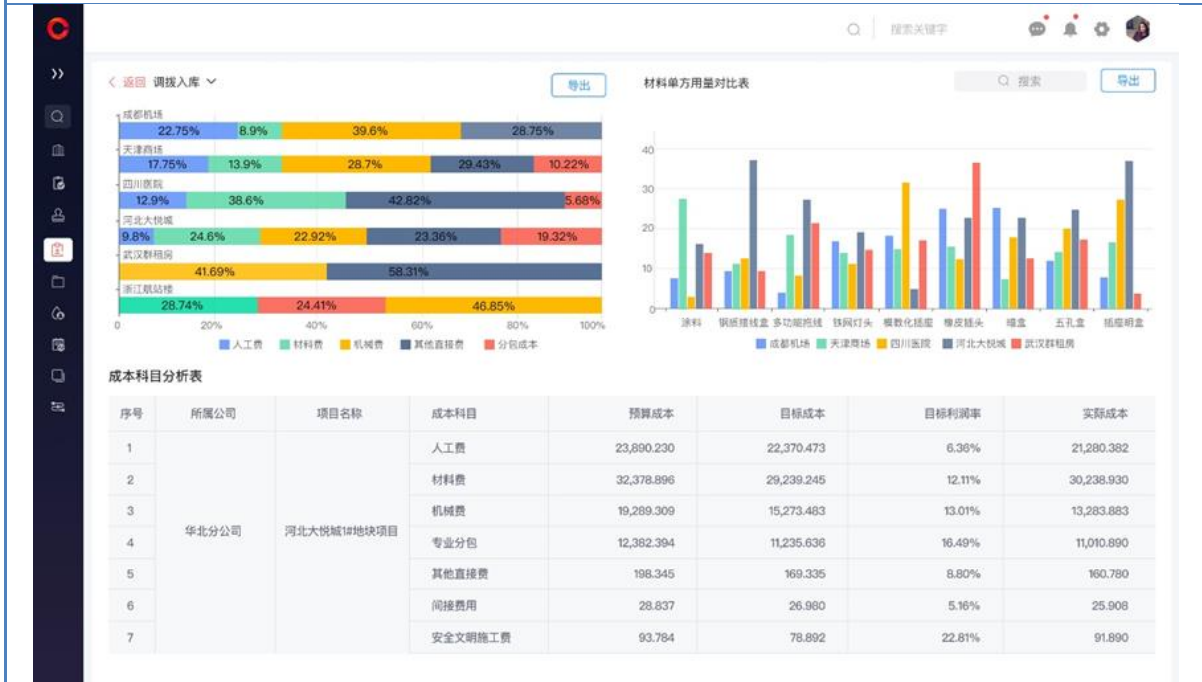 搜索关键字
返回 调拨入库
导出
成都机场
22.75% 8.9% 39.6% 28.75%
天津商场
17.75% 13.9% 28.7% 29.43% 10.22%
四川医院
12.9% 38.6% 42.82% 5.68%
河北大悦城
9.8% 24.6% 22.92% 23.36% 19.32%
武汉群租房
41.69% 58.31%
浙江航站楼
28.74% 24.41% 46.85%
0 20% 40% 60% 80% 100%
人工费 材料费 机械费 其他直接费 分包成本
材料单方用量对比表
搜索
导出
40
30
20
10
0
涂料 钢质接线盒 多功能拖线 铁网灯头 模数化插座 橡皮插头 暗盒 五孔盒 插座明盒
成都机场 天津商场 四川医院 河北大悦城 武汉群租房
成本科目分析表
序号 所属公司 项目名称 成本科目 预算成本 目标成本 目标利润率 实际成本
1 人工费 23,890.230 22,370.473 6.36% 21,280.382
2 材料费 32,378.896 29,239.245 12.11% 30,238.930
3 机械费 19,289.309 15,273.483 13.01% 13,283.883
华北分公司 河北大悦城1#地块项目
4 专业分包 12,382.394 11,235.636 16.49% 11,010.890
5 其他直接费 198.345 169.335 8.80% 160.780
6 间接费用 28.837 26.980 5.16% 25.908
7 安全文明施工费 93.784 78.892 22.81% 91.890